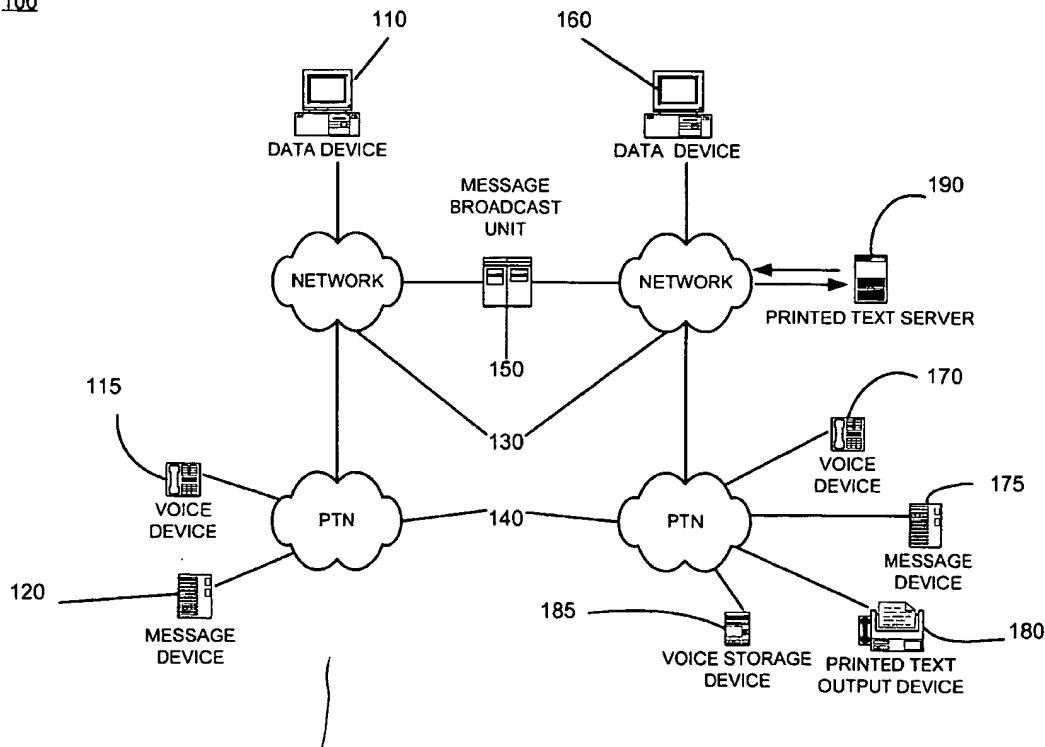 100
110
160
DATA DEVICE
DATA DEVICE
MESSAGE
BROADCAST
UNIT
190
NETWORK
NETWORK
PRINTED TEXT SERVER
150
115
170
130
VOICE
DEVICE
VOICE
DEVICE
175
PTN
140
PTN
MESSAGE
DEVICE
120
185
180
MESSAGE
DEVICE
VOICE STORAGE
DEVICE
PRINTED TEXT
OUTPUT DEVICE